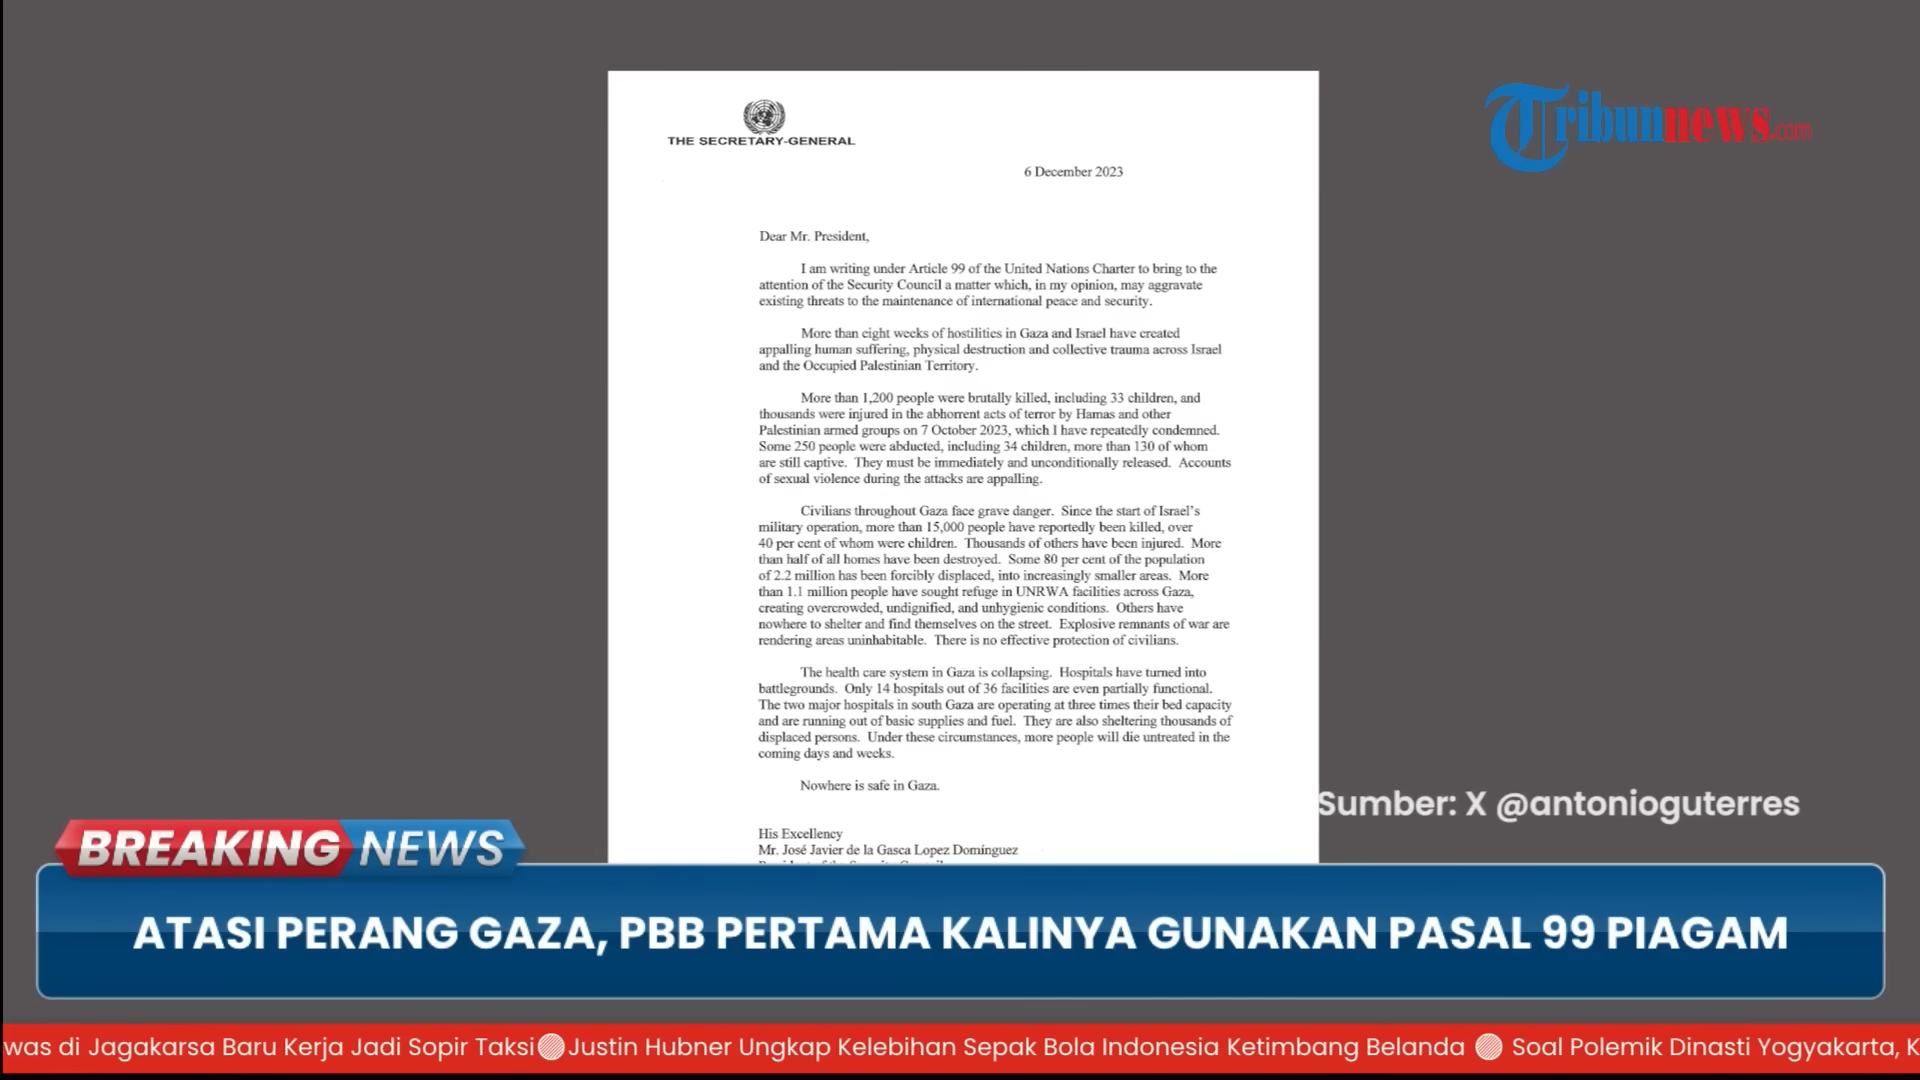 THE SECRETARY-GENERAL
Tribunnews.com
6 December 2023
Dear Mr. President,
I am writing under Article 99 of the United Nations Charter to bring to the
attention of the Security Council a matter which, in my opinion, may aggravate
existing threats to the maintenance of international peace and security.
More than eight weeks of hostilities in Gaza and Israel have created
appalling human suffering, physical destruction and collective trauma across Israel
and the Occupied Palestinian Territory.
More than 1,200 people were brutally killed, including 33 children, and
thousands were injured in the abhorrent acts of terror by Hamas and other
Palestinian armed groups on 7 October 2023, which I have repeatedly condemned.
Some 250 people were abducted, including 34 children, more than 130 of whom
are still captive. They must be immediately and unconditionally released. Accounts
of sexual violence during the attacks are appalling.
Civilians throughout Gaza face grave danger. Since the start of Israel's
military operation, more than 15,000 people have reportedly been killed, over
40 per cent of whom were children. Thousands of others have been injured. More
than half of all homes have been destroyed. Some 80 per cent of the population
of 2.2 million has been forcibly displaced, into increasingly smaller areas. More
than 1.1 million people have sought refuge in UNRWA facilities across Gaza,
creating overcrowded, undignified, and unhygienic conditions. Others have
nowhere to shelter and find themselves on the street. Explosive remnants of war are
rendering areas uninhabitable. There is no effective protection of civilians.
The health care system in Gaza is collapsing. Hospitals have turned into
battlegrounds. Only 14 hospitals out of 36 facilities are even partially functional.
The two major hospitals in south Gaza are operating at three times their bed capacity
and are running out of basic supplies and fuel. They are also sheltering thousands of
displaced persons. Under these circumstances, more people will die untreated in the
coming days and weeks.
Nowhere is safe in Gaza.
His Excellency
Mr. José Javier de la Gasca Lopez Domínguez
Sumber: X @antonioguterres
BREAKING NEWS
ATASI PERANG GAZA, PBB PERTAMA KALINYA GUNAKAN PASAL 99 PIAGAM
was di Jagakarsa Baru Kerja Jadi Sopir Taksi Justin Hubner Ungkap Kelebihan Sepak Bola Indonesia Ketimbang Belanda Soal Polemik Dinasti Yogyakarta, K